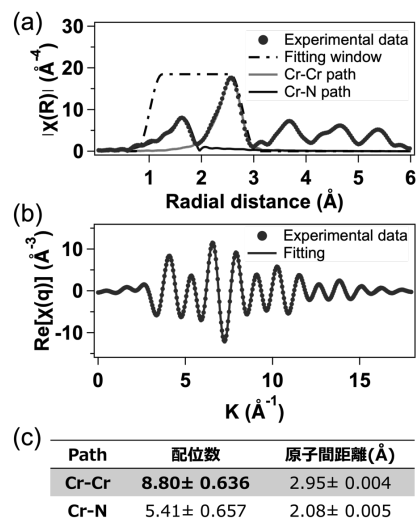 (a)
30
20
10
0
|χ(R)| (Å⁻⁴
Experimental data
Fitting window
Cr-Cr path
Cr-N path
1 2 3 4 5 6
Radial distance (Å)
(b)
10
0
-10
Re[χ(q)] (Å⁻³)
Experimental data
Fitting
0 5 10 15
K (Å⁻¹)
(c)
Path 配位数 原子間距離(Å)
Cr-Cr 8.80± 0.636 2.95± 0.004
Cr-N 5.41± 0.657 2.08± 0.005